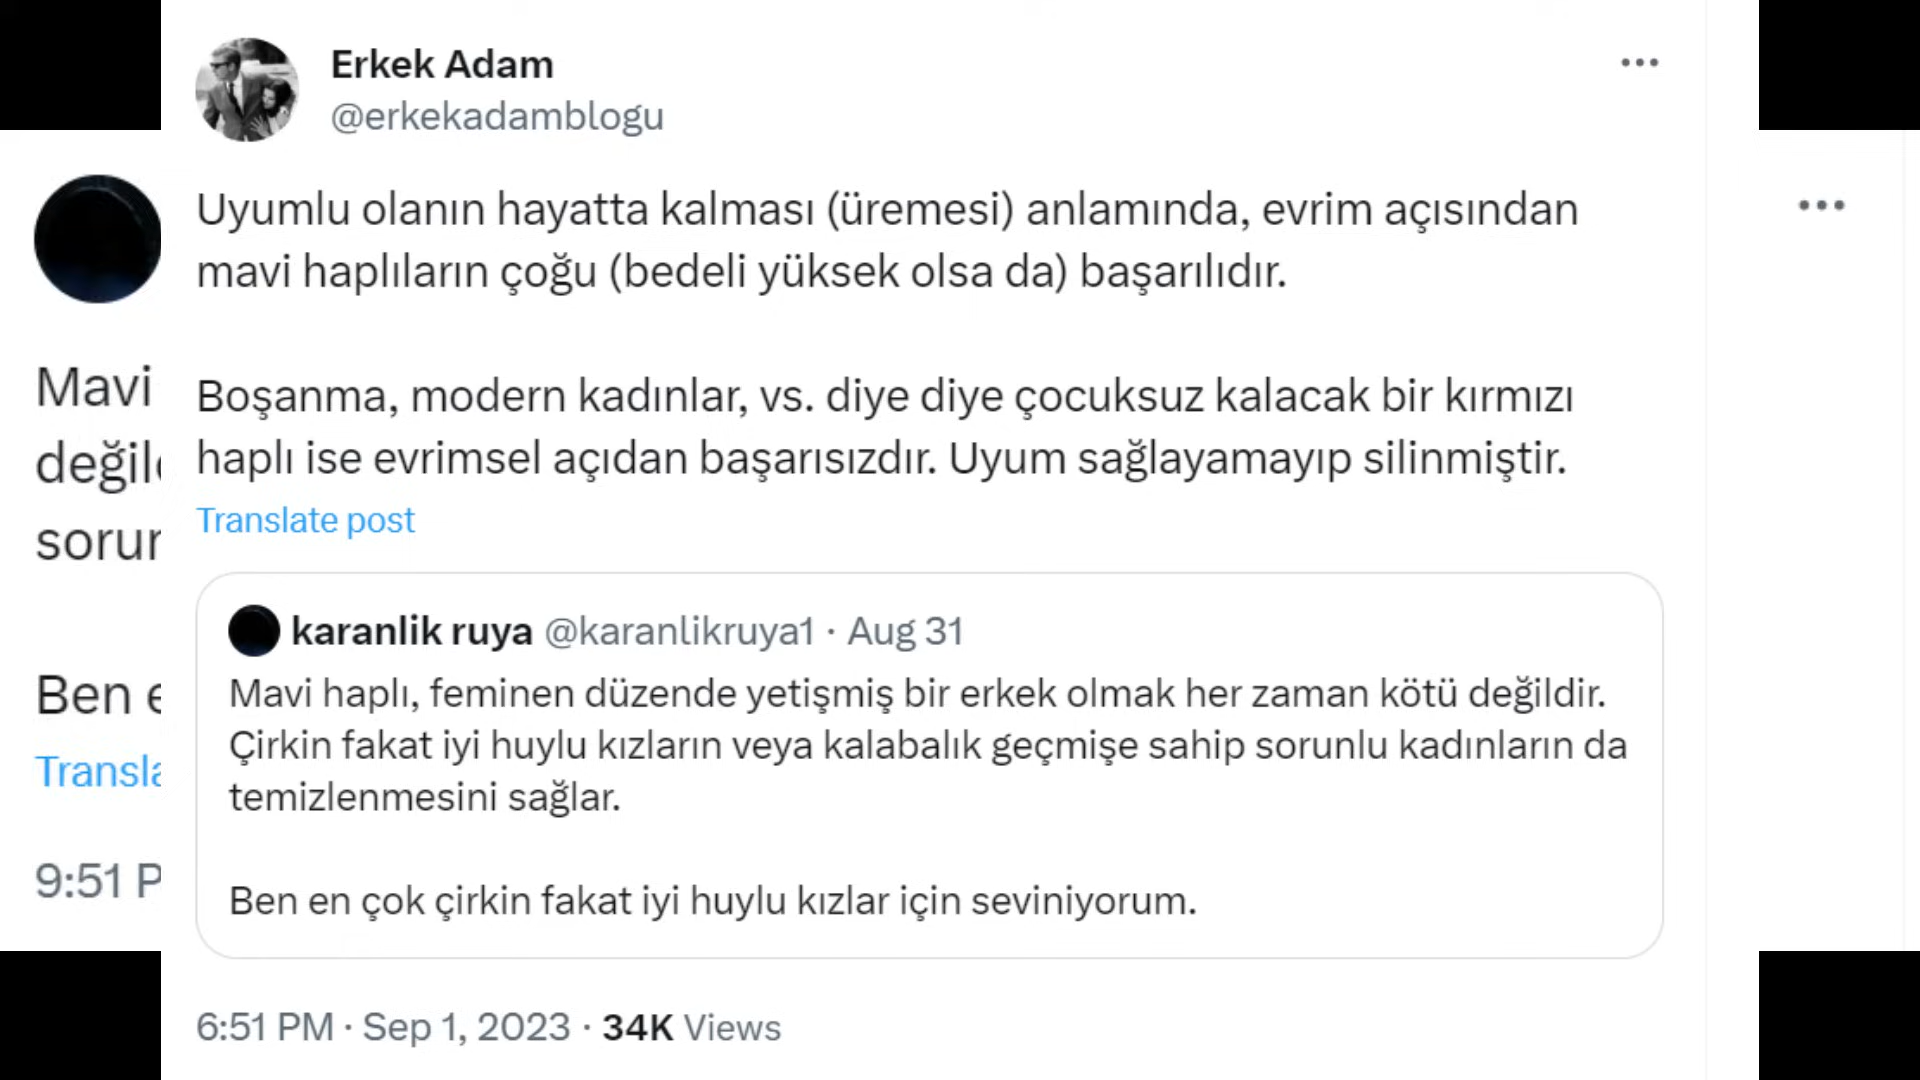 Erkek Adam
@erkekadamblogu
Uyumlu olanın hayatta kalması (üremesi) anlamında, evrim açısından
mavi haplıların çoğu (bedeli yüksek olsa da) başarılıdır.
Boşanma, modern kadınlar, vs. diye diye çocuksuz kalacak bir kırmızı
haplı ise evrimsel açıdan başarısızdır. Uyum sağlayamayıp silinmiştir.
Translate post
karanlik ruya @karanlikruya1 · Aug 31
Mavi haplı, feminen düzende yetişmiş bir erkek olmak her zaman kötü değildir.
Çirkin fakat iyi huylu kızların veya kalabalık geçmişe sahip sorunlu kadınların da
temizlenmesini sağlar.
Ben en çok çirkin fakat iyi huylu kızlar için seviniyorum.
6:51 PM · Sep 1, 2023 · 34K Views
Mavi
Ben
9:51 P